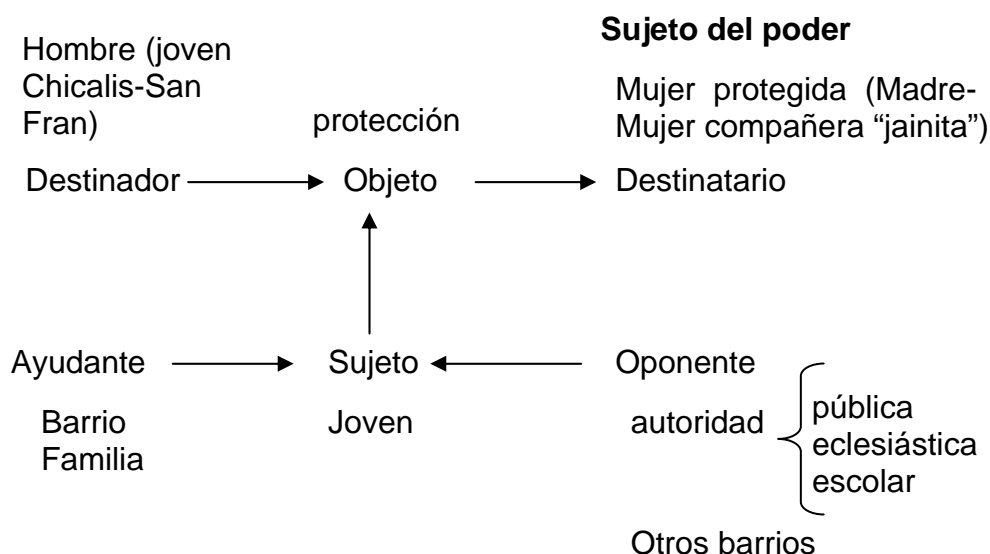 Sujeto del poder
Hombre (joven
Chicalis-San
Fran)
protección
Mujer protegida (Madre-
Mujer compañera “jainita”)
Destinador
Objeto
Destinatario
Ayudante
Sujeto
Oponente
Barrio
Familia
Joven
autoridad
pública
eclesiástica
escolar
Otros barrios